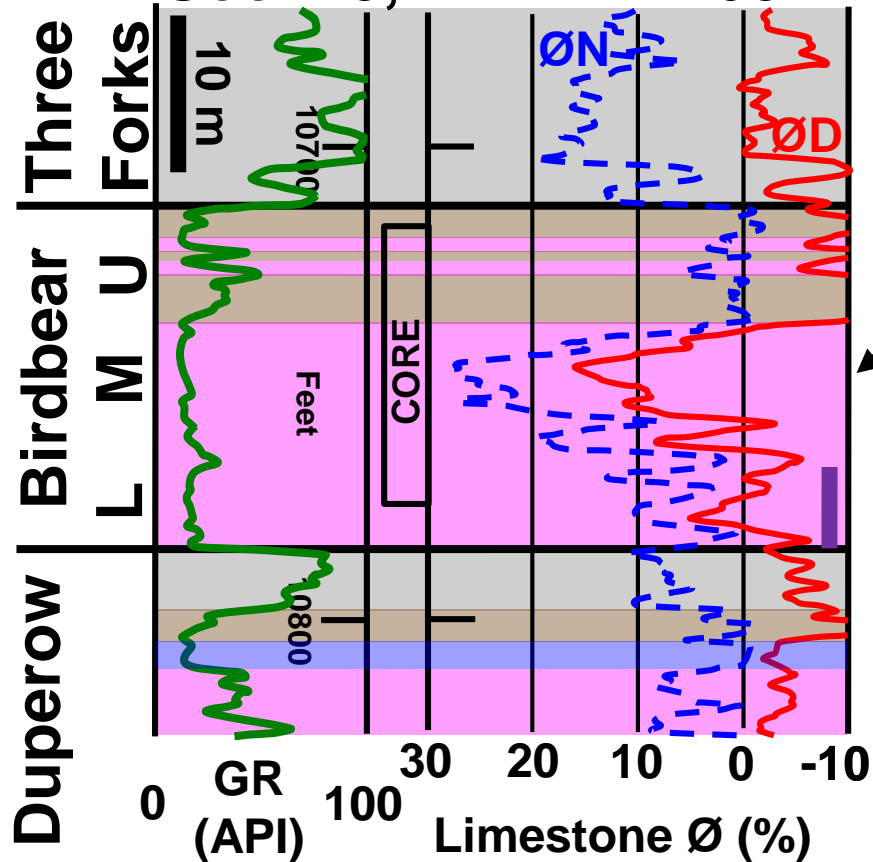 Three
Forks
10 m
10700
ØN
ØD
Birdbear
U
M
L
Feet
CORE
Duperow
10800
0
GR
(API)
100
30
20
10
0
-10
Limestone Ø (%)